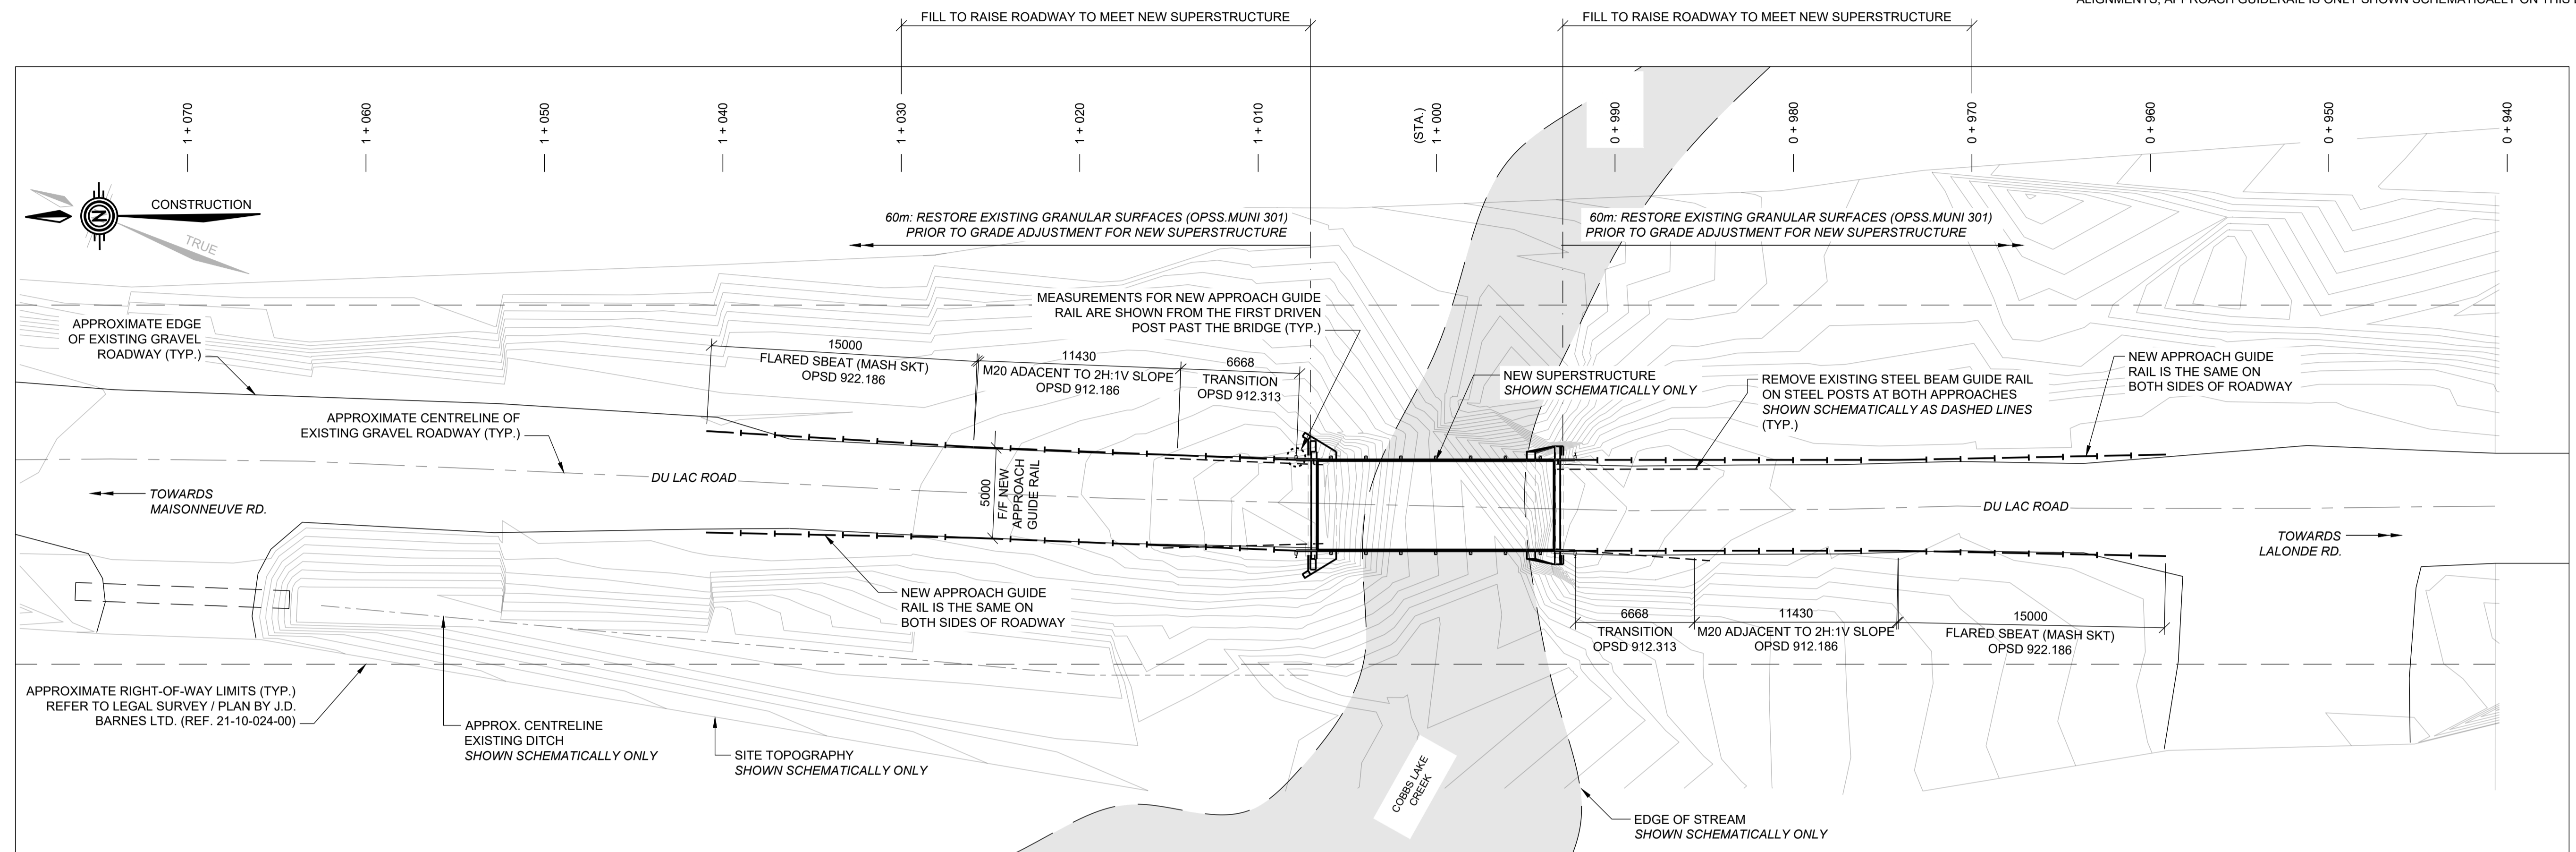 ALIGNMENTS, APPROACH GUIDERAIL IS ONLY SHOWN SCHEMATICALLY ON THIS
FILL TO RAISE ROADWAY TO MEET NEW SUPERSTRUCTURE
FILL TO RAISE ROADWAY TO MEET NEW SUPERSTRUCTURE
1 + 070
1 + 060
1 + 050
1 + 040
1 + 030
1 + 020
1 + 010
(STA.)
1 + 000
0 + 990
0 + 980
0 + 970
0 + 960
0 + 950
0 + 940
N
CONSTRUCTION
TRUE
60m: RESTORE EXISTING GRANULAR SURFACES (OPSS.MUNI 301)
PRIOR TO GRADE ADJUSTMENT FOR NEW SUPERSTRUCTURE
60m: RESTORE EXISTING GRANULAR SURFACES (OPSS.MUNI 301)
PRIOR TO GRADE ADJUSTMENT FOR NEW SUPERSTRUCTURE
MEASUREMENTS FOR NEW APPROACH GUIDE
RAIL ARE SHOWN FROM THE FIRST DRIVEN
POST PAST THE BRIDGE (TYP.)
APPROXIMATE EDGE
OF EXISTING GRAVEL
ROADWAY (TYP.)
15000
FLARED SBEAT (MASH SKT)
OPSD 922.186
11430
M20 ADACENT TO 2H:1V SLOPE
OPSD 912.186
6668
TRANSITION
OPSD 912.313
NEW SUPERSTRUCTURE
SHOWN SCHEMATICALLY ONLY
REMOVE EXISTING STEEL BEAM GUIDE RAIL
ON STEEL POSTS AT BOTH APPROACHES
SHOWN SCHEMATICALLY AS DASHED LINES
(TYP.)
NEW APPROACH GUIDE
RAIL IS THE SAME ON
BOTH SIDES OF ROADWAY
APPROXIMATE CENTRELINE OF
EXISTING GRAVEL ROADWAY (TYP.)
DU LAC ROAD
TOWARDS
MAISONNEUVE RD.
5000
F/F NEW
APPROACH
GUIDE RAIL
DU LAC ROAD
TOWARDS
LALONDE RD.
NEW APPROACH GUIDE
RAIL IS THE SAME ON
BOTH SIDES OF ROADWAY
6668
TRANSITION
OPSD 912.313
11430
M20 ADJACENT TO 2H:1V SLOPE
OPSD 912.186
15000
FLARED SBEAT (MASH SKT)
OPSD 922.186
APPROXIMATE RIGHT-OF-WAY LIMITS (TYP.)
REFER TO LEGAL SURVEY / PLAN BY J.D.
BARNES LTD. (REF. 21-10-024-00)
APPROX. CENTRELINE
EXISTING DITCH
SHOWN SCHEMATICALLY ONLY
SITE TOPOGRAPHY
SHOWN SCHEMATICALLY ONLY
COBBS LAKE
CREEK
EDGE OF STREAM
SHOWN SCHEMATICALLY ONLY